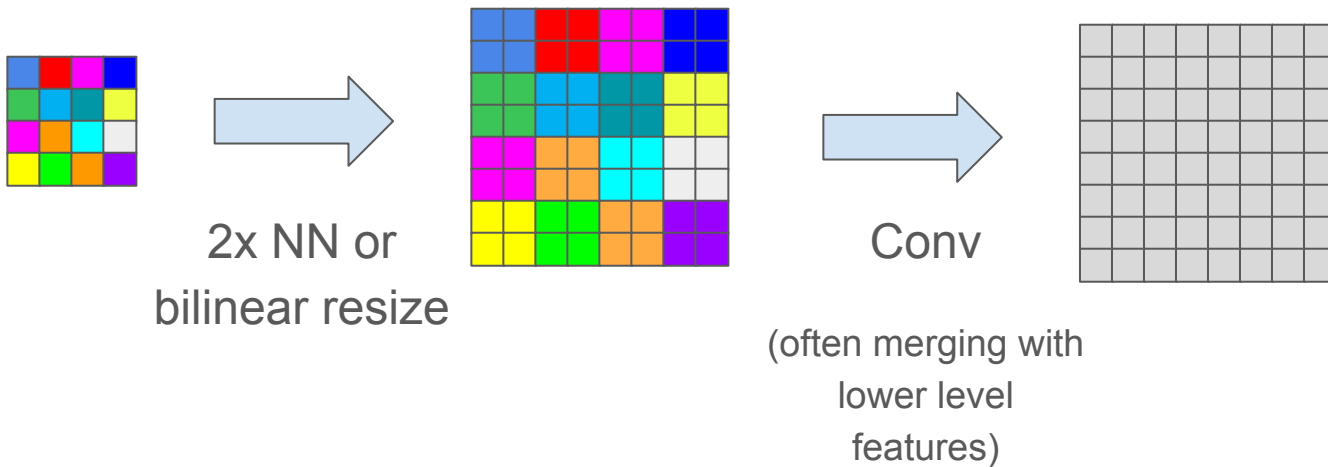 2x NN or
bilinear resize
Conv
(often merging with
lower level
features)